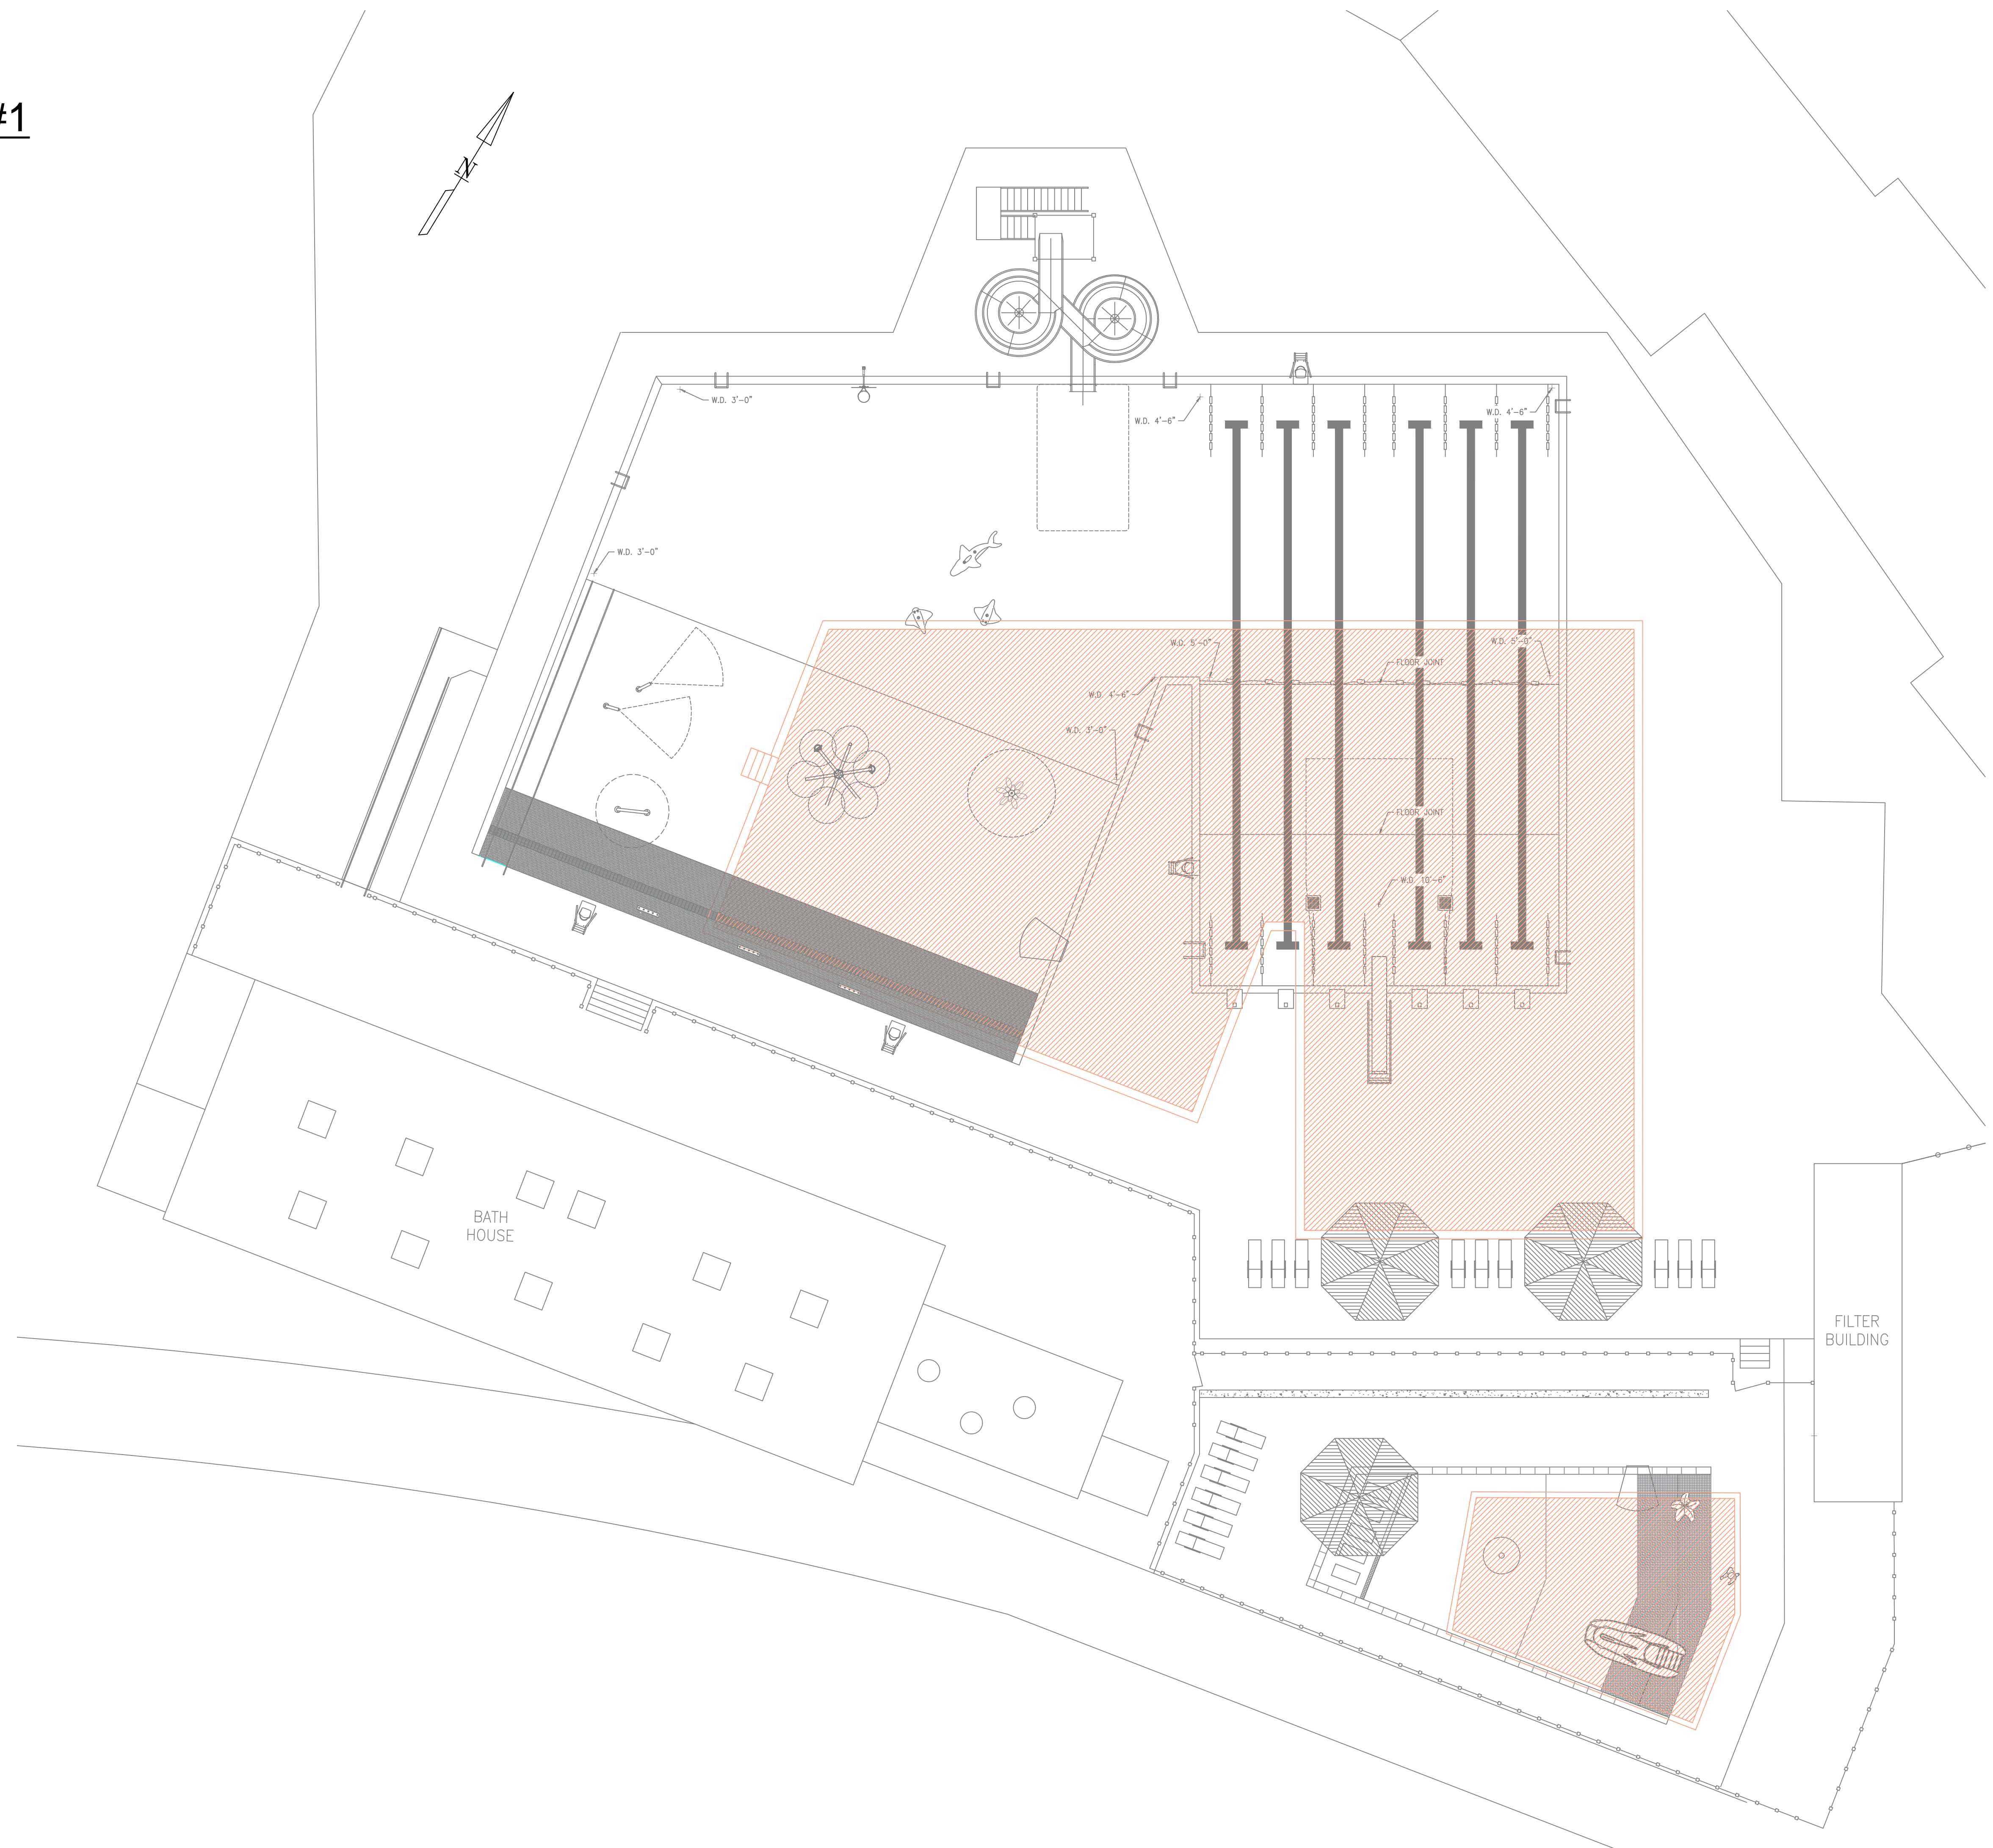 #1
N
W.D. 3'-0"
W.D. 4'-6"
W.D. 4'-6"
W.D. 3'-0"
W.D. 5'-0"
W.D. 5'-0"
FLOOR JOINT
W.D. 4'-6"
W.D. 3'-0"
FLOOR JOINT
W.D. 10'-6"
BATH
HOUSE
FILTER
BUILDING